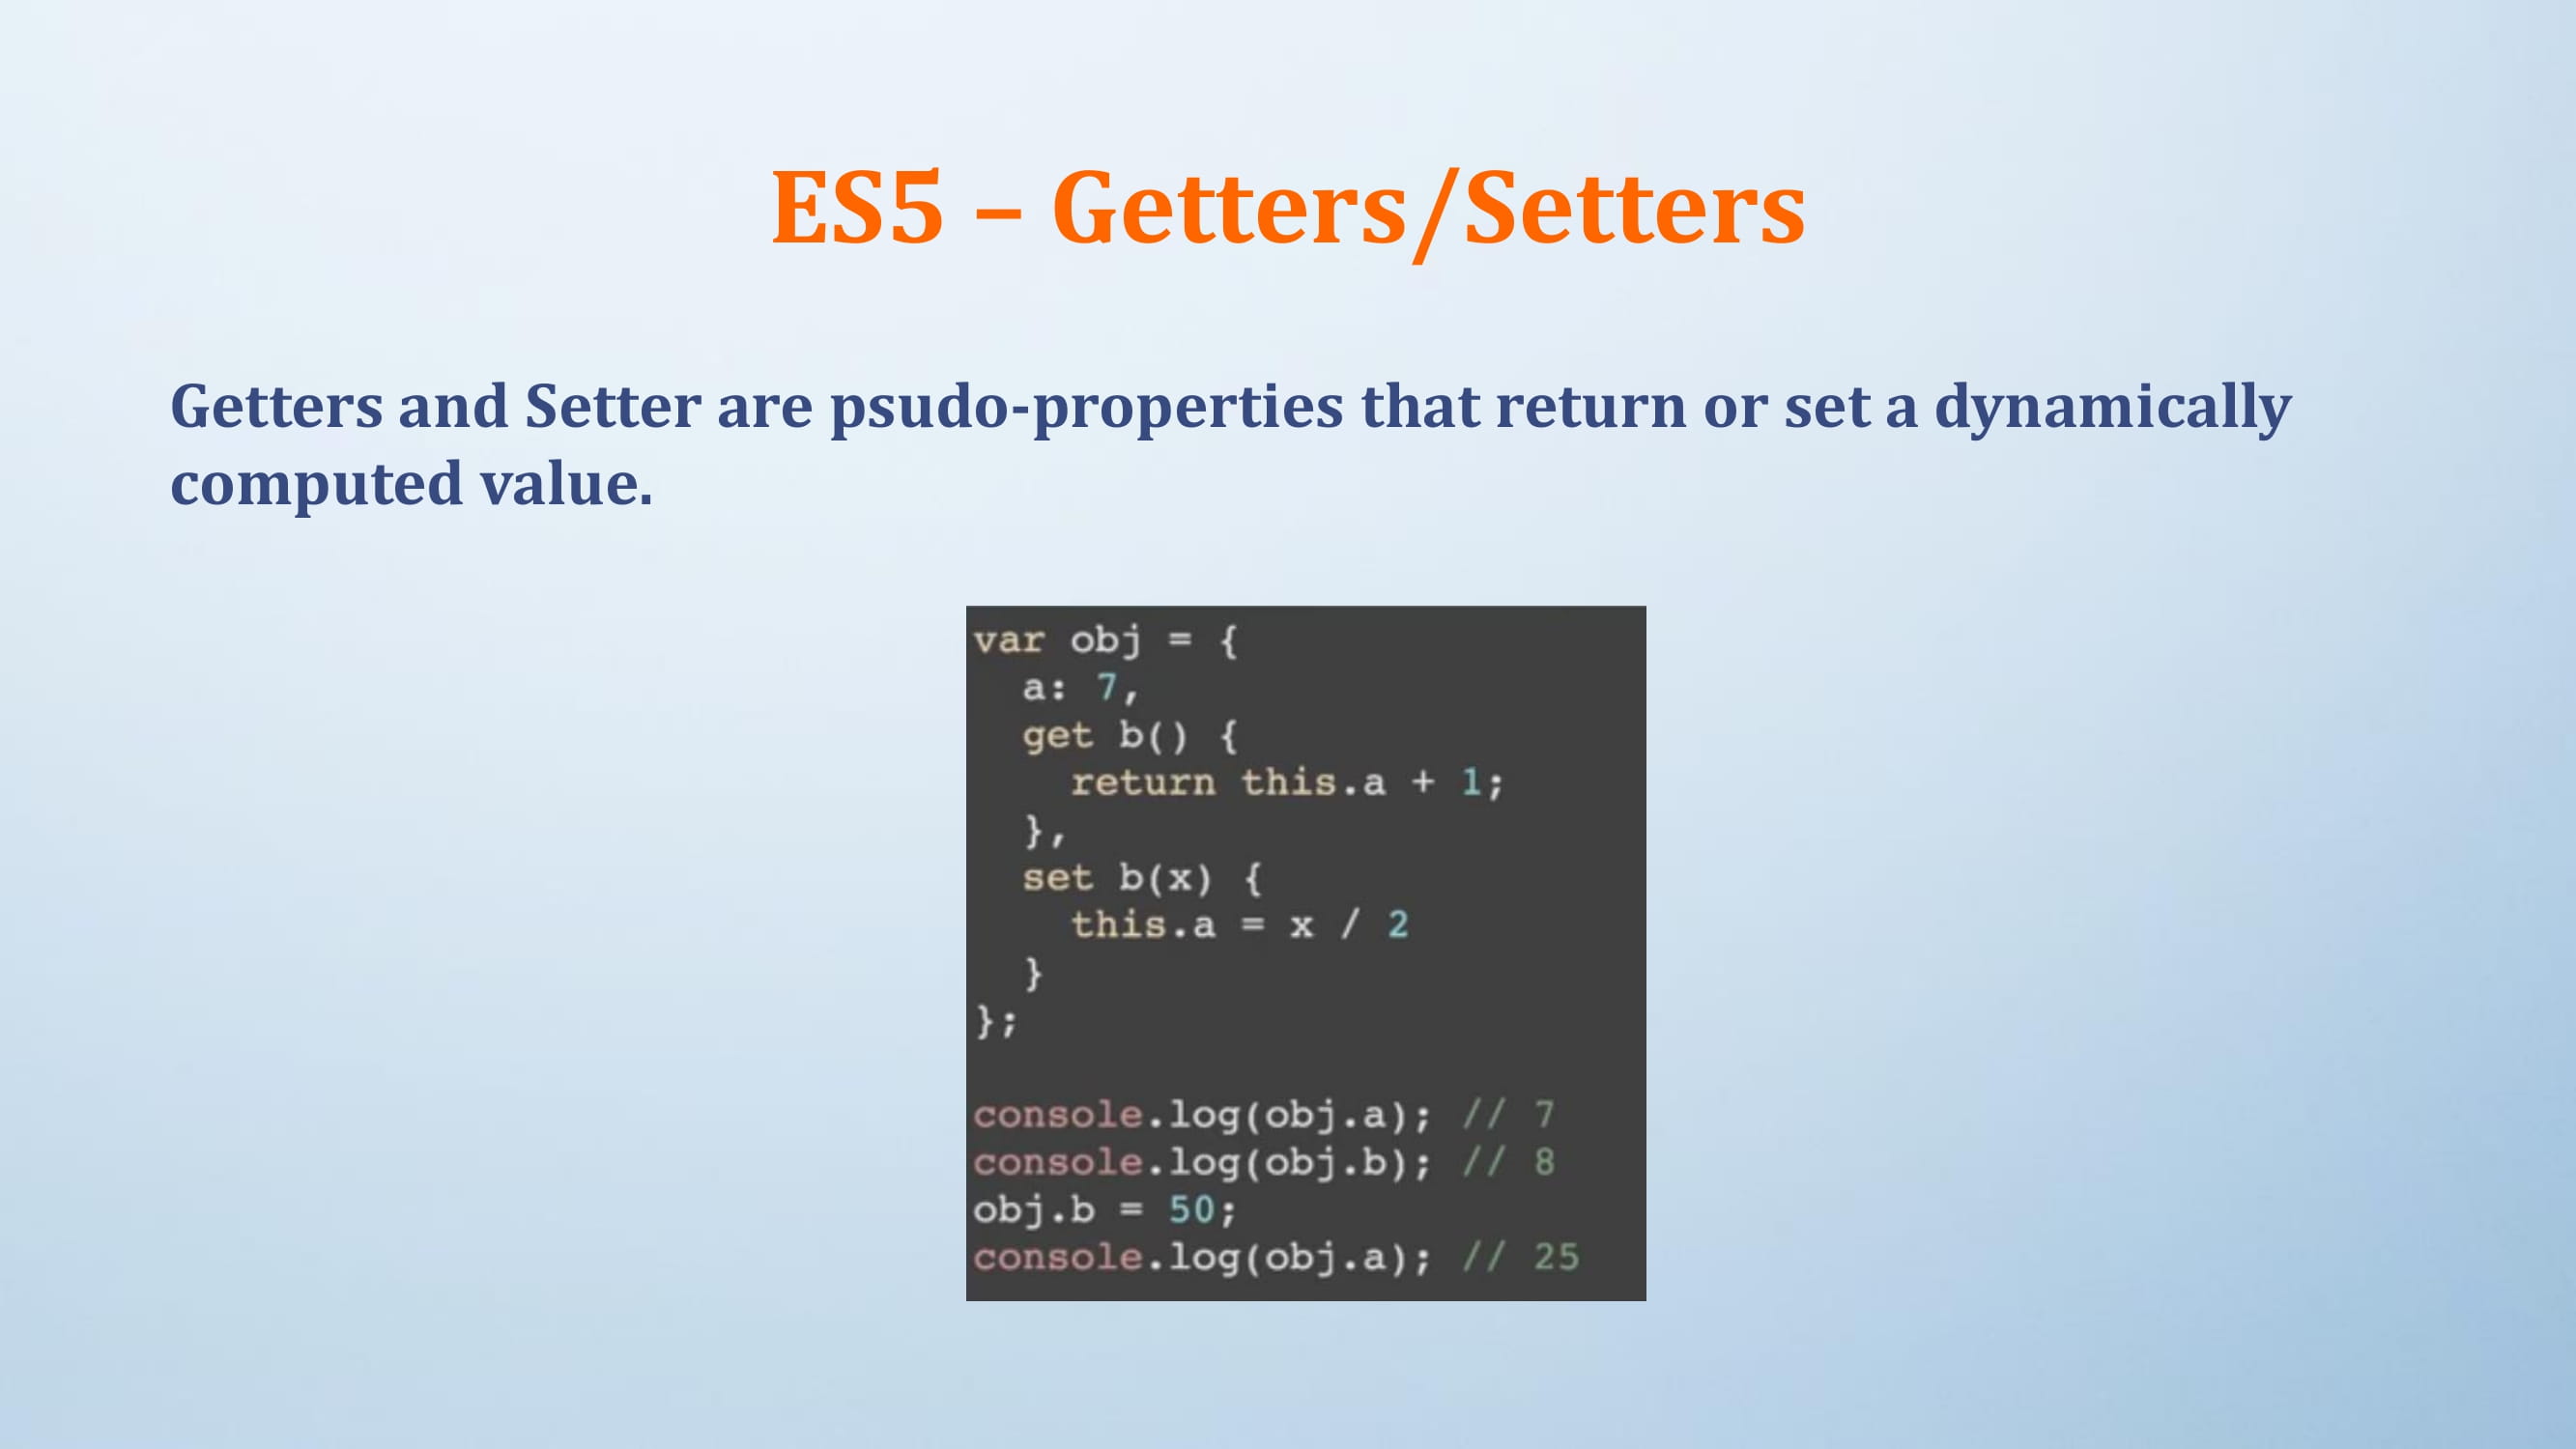 ES5 – Getters/Setters
Getters and Setter are psudo-properties that return or set a dynamically
computed value.
var obj = {
  a: 7,
  get b() {
    return this.a + 1;
  },
  set b(x) {
    this.a = x / 2
  }
};

console.log(obj.a); // 7
console.log(obj.b); // 8
obj.b = 50;
console.log(obj.a); // 25